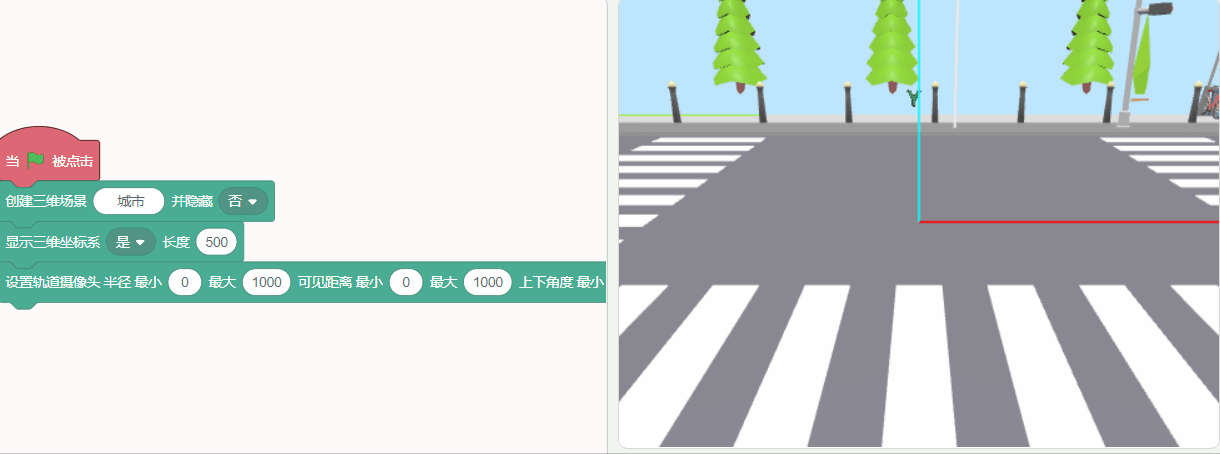 当 被点击
创建三维场景 城市 并隐藏 否
显示三维坐标系 是 长度 500
设置轨道摄像头 半径 最小 0 最大 1000 可见距离 最小 0 最大 1000 上下角度 最小